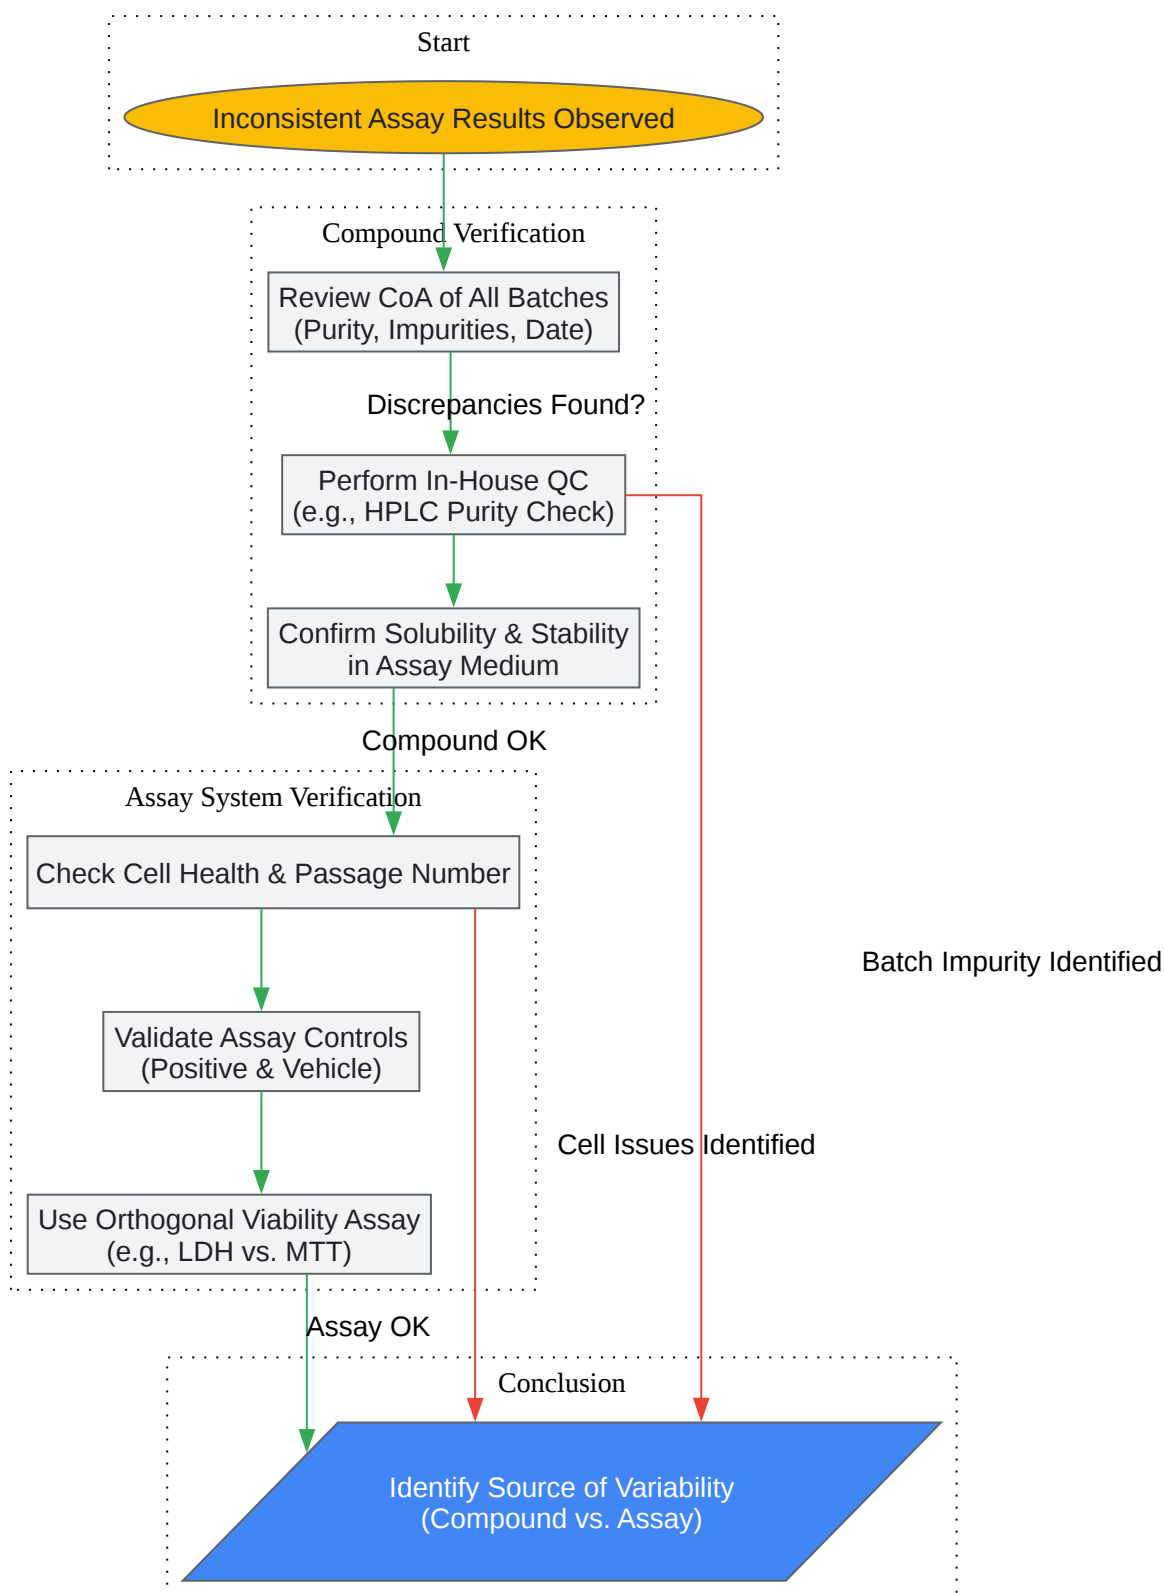 Start
Inconsistent Assay Results Observed
Compound Verification
Review CoA of All Batches
(Purity, Impurities, Date)
Discrepancies Found?
Perform In-House QC
(e.g., HPLC Purity Check)
Confirm Solubility & Stability
in Assay Medium
Compound OK
Assay System Verification
Check Cell Health & Passage Number
Batch Impurity Identified
Validate Assay Controls
(Positive & Vehicle)
Cell Issues Identified
Use Orthogonal Viability Assay
(e.g., LDH vs. MTT)
Assay OK
Conclusion
Identify Source of Variability
(Compound vs. Assay)